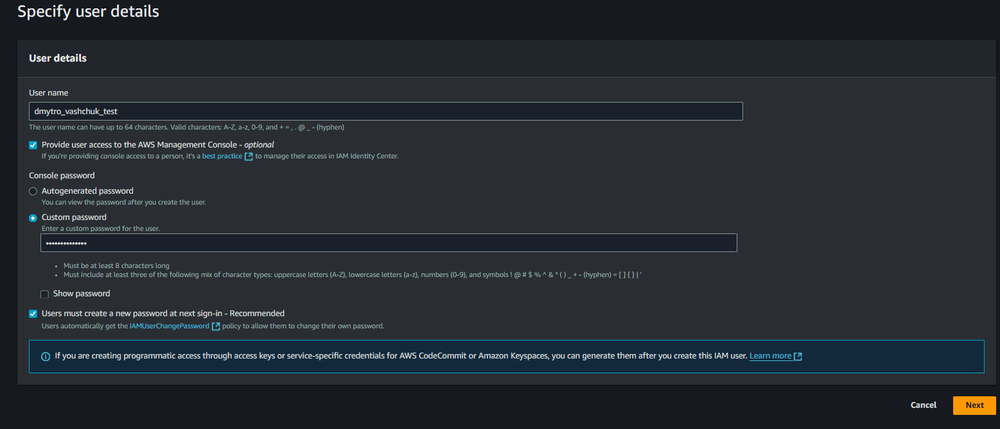 Specify user details
User details
User name
dmytro_vashchuk_test
The user name can have up to 64 characters. Valid characters: A-Z, a-z, 0-9, and + = , . @ _ - (hyphen)
Provide user access to the AWS Management Console - optional
If you're providing console access to a person, it's a best practice to manage their access in IAM Identity Center.
Console password
Autogenerated password
You can view the password after you create the user.
Custom password
Enter a custom password for the user.
••••••••••••••
• Must be at least 8 characters long
• Must include at least three of the following mix of character types: uppercase letters (A-Z), lowercase letters (a-z), numbers (0-9), and symbols ! @ # $ % ^ & * ( ) _ + - (hyphen) = [ ] { } | '
Show password
Users must create a new password at next sign-in - Recommended
Users automatically get the IAMUserChangePassword policy to allow them to change their own password.
If you are creating programmatic access through access keys or service-specific credentials for AWS CodeCommit or Amazon Keyspaces, you can generate them after you create this IAM user. Learn more
Cancel Next